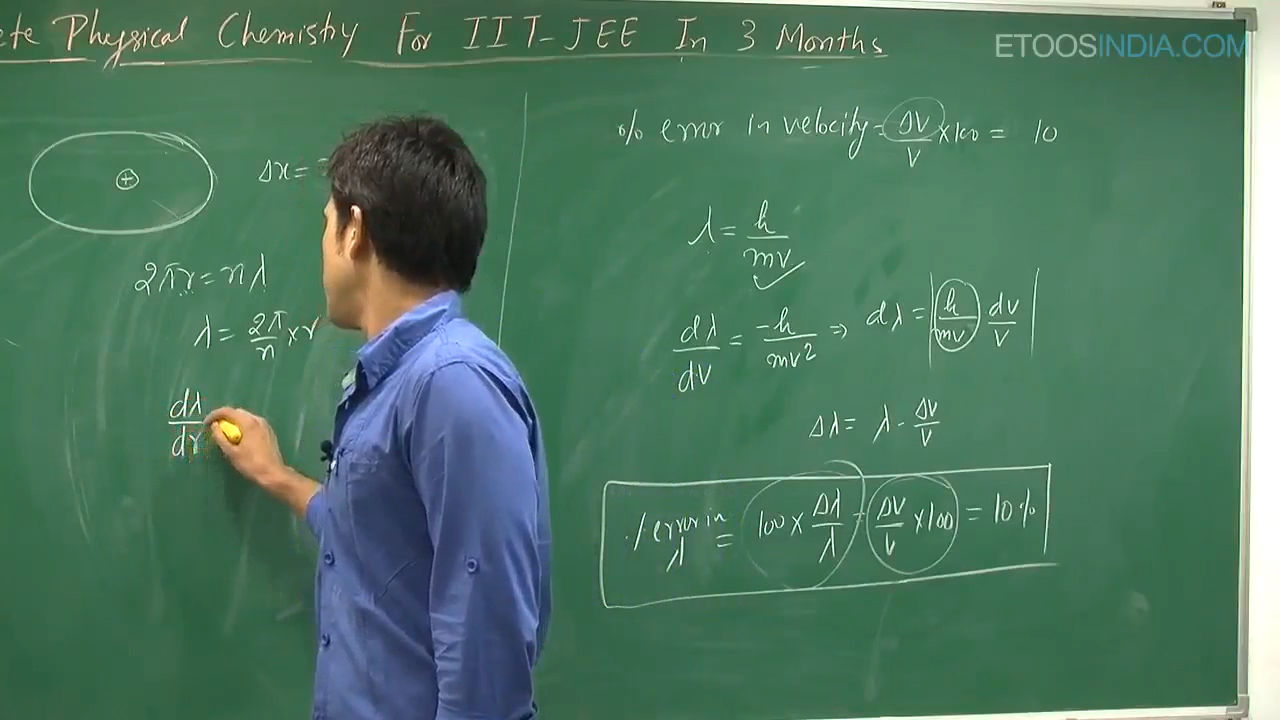 ete Physical Chemistry For IIT-JEE In 3 Months
ETOOSINDIA.COM
+
Δx =
2πr = nλ
λ = 2π/n × r
dλ/dr
% error in velocity = Δv/v × 100 = 10
λ = h/mv
dλ/dv = -h/mv² ⇒ dλ = |h/mv dv/v|
Δλ = λ · Δv/v
% error in λ = 100 × Δλ/λ = Δv/v × 100 = 10%